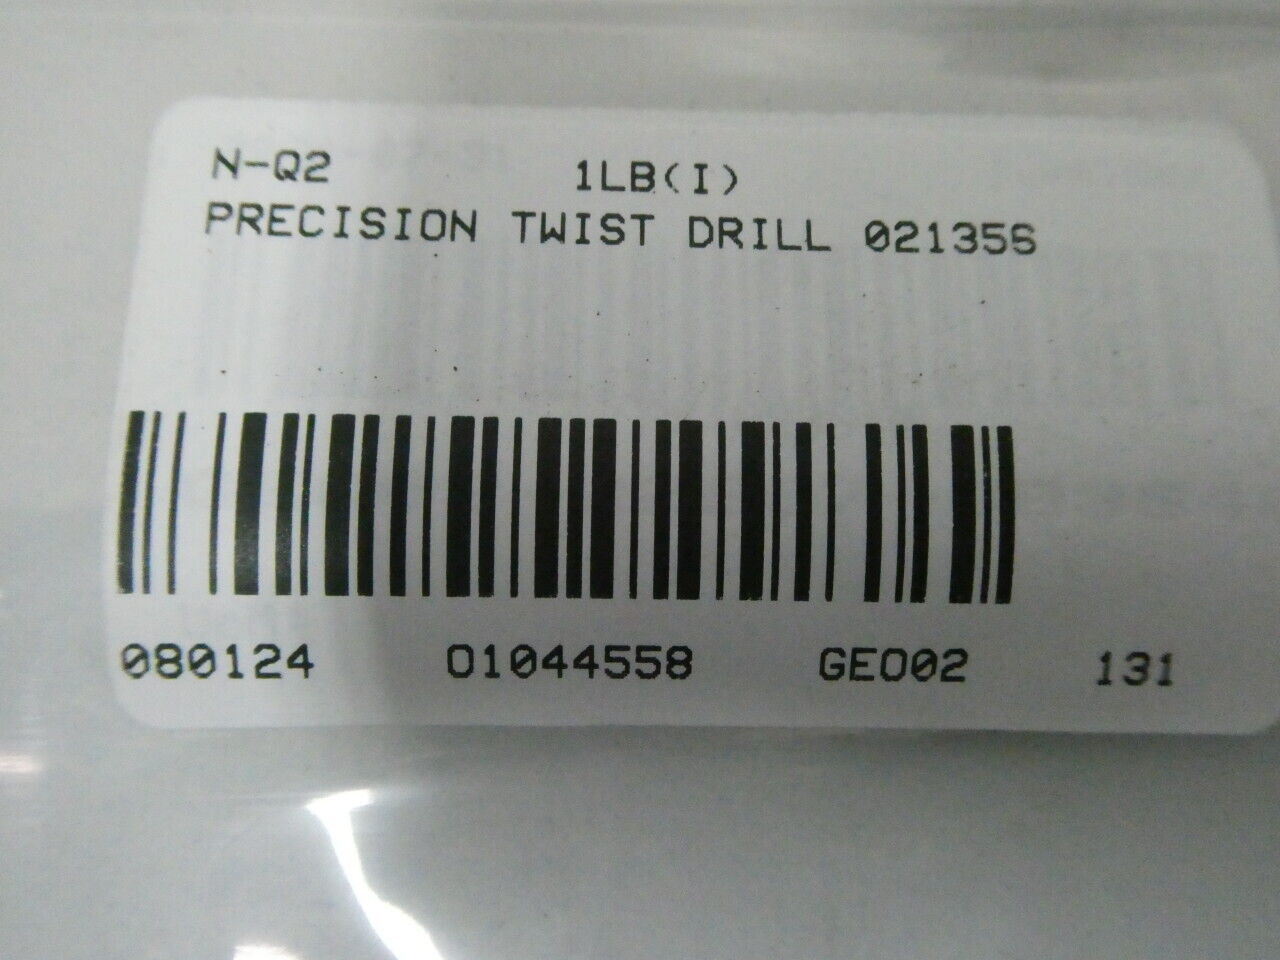 N-Q2 1LB(I)
PRECISION TWIST DRILL 021356
080124 01044558 GE002 131